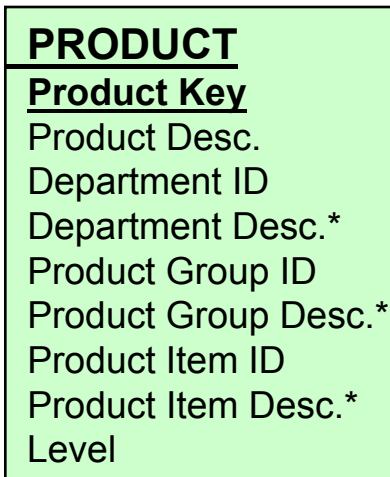 PRODUCT
Product Key
Product Desc.
Department ID
Department Desc.*
Product Group ID
Product Group Desc.*
Product Item ID
Product Item Desc.*
Level